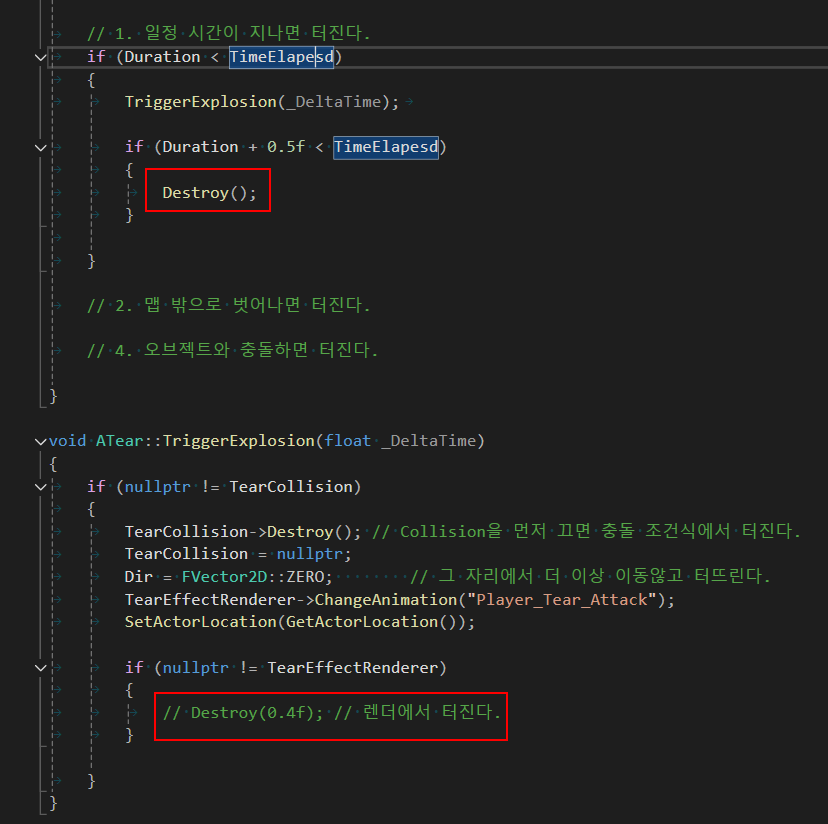 // 1. 일정 시간이 지나면 터진다.
if (Duration < TimeElapesd)
{
TriggerExplosion(_DeltaTime);
if (Duration + 0.5f < TimeElapesd)
{
Destroy();
}
}
// 2. 맵 밖으로 벗어나면 터진다.
// 4. 오브젝트와 충돌하면 터진다.
}
void ATear::TriggerExplosion(float _DeltaTime)
{
if (nullptr != TearCollision)
{
TearCollision->Destroy(); // Collision을 먼저 끄면 충돌 조건식에서 터진다.
TearCollision = nullptr;
Dir = FVector2D::ZERO; // 그 자리에서 더 이상 이동않고 터뜨린다.
TearEffectRenderer->ChangeAnimation("Player_Tear_Attack");
SetActorLocation(GetActorLocation());
if (nullptr != TearEffectRenderer)
{
// Destroy(0.4f); // 렌더에서 터진다.
}
}
}